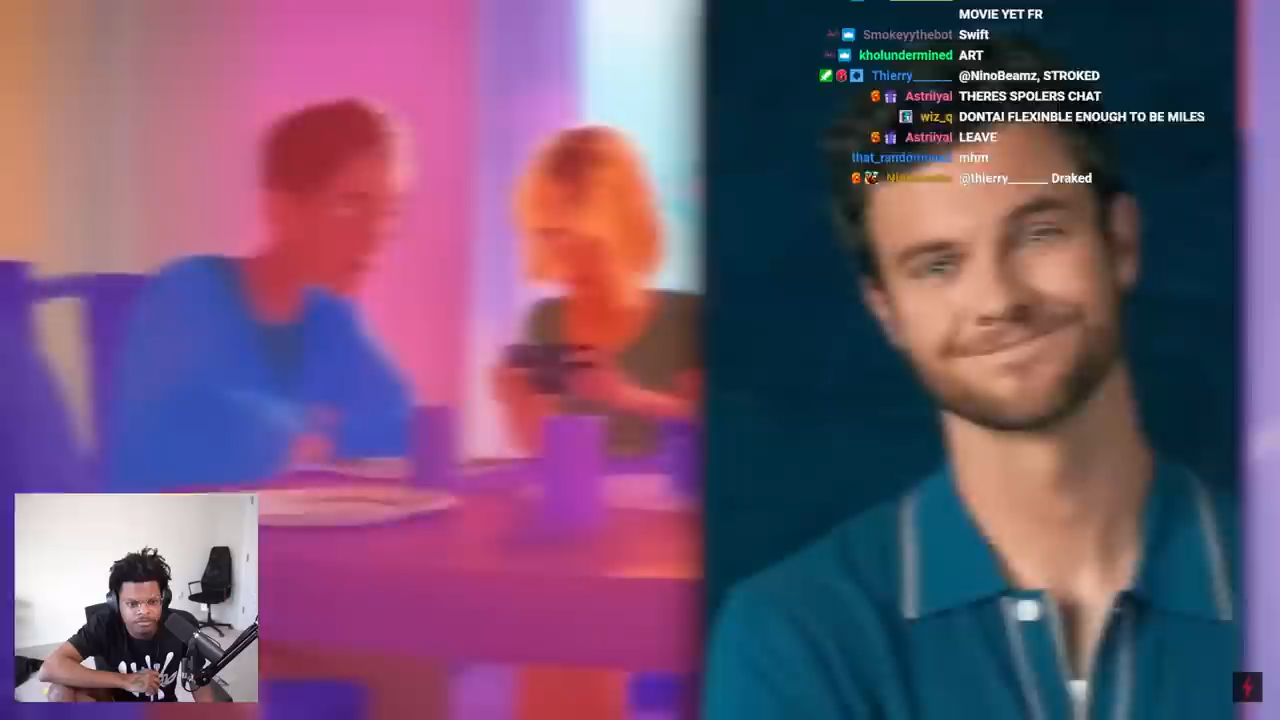 MOVIE YET FR
Smokeyythebot Swift
kholundermined ART
Thierry______ @NinoBeamz, STROKED
Astriiyal THERES SPOLERS CHAT
wiz_q DONTAI FLEXINBLE ENOUGH TO BE MILES
Astriiyal LEAVE
mhm
@thierry______ Draked